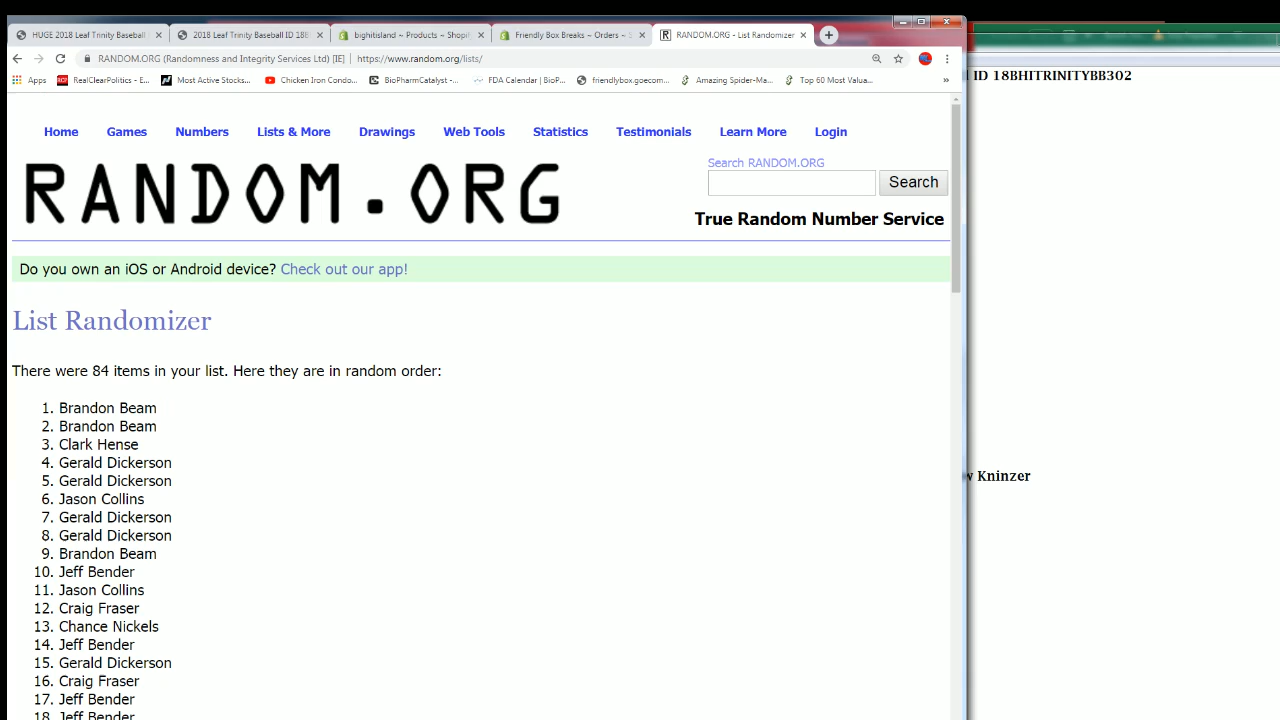 HUGE 2018 Leaf Trinity Baseball
2018 Leaf Trinity Baseball ID 18B
bighitsland ~ Products ~ Shopi
Friendly Box Breaks ~ Orders ~ S
RANDOM.ORG - List Randomizer
RANDOM.ORG (Randomness and Integrity Services Ltd) [IE] | https://www.random.org/lists/
Apps RealClearPolitics - E... Most Active Stocks... Chicken Iron Condo... BioPharmCatalyst -... FDA Calendar | BioP... friendlybox.goecom... Amazing Spider-Ma... Top 60 Most Valua... »
ID 18BHITRINITYBB302
Home Games Numbers Lists & More Drawings Web Tools Statistics Testimonials Learn More Login
RANDOM.ORG
Search RANDOM.ORG
Search
True Random Number Service
Do you own an iOS or Android device? Check out our app!
List Randomizer
There were 84 items in your list. Here they are in random order:
1. Brandon Beam
2. Brandon Beam
3. Clark Hense
4. Gerald Dickerson
5. Gerald Dickerson
6. Jason Collins
w Kninzer
7. Gerald Dickerson
8. Gerald Dickerson
9. Brandon Beam
10. Jeff Bender
11. Jason Collins
12. Craig Fraser
13. Chance Nickels
14. Jeff Bender
15. Gerald Dickerson
16. Craig Fraser
17. Jeff Bender
18. Jeff Bender